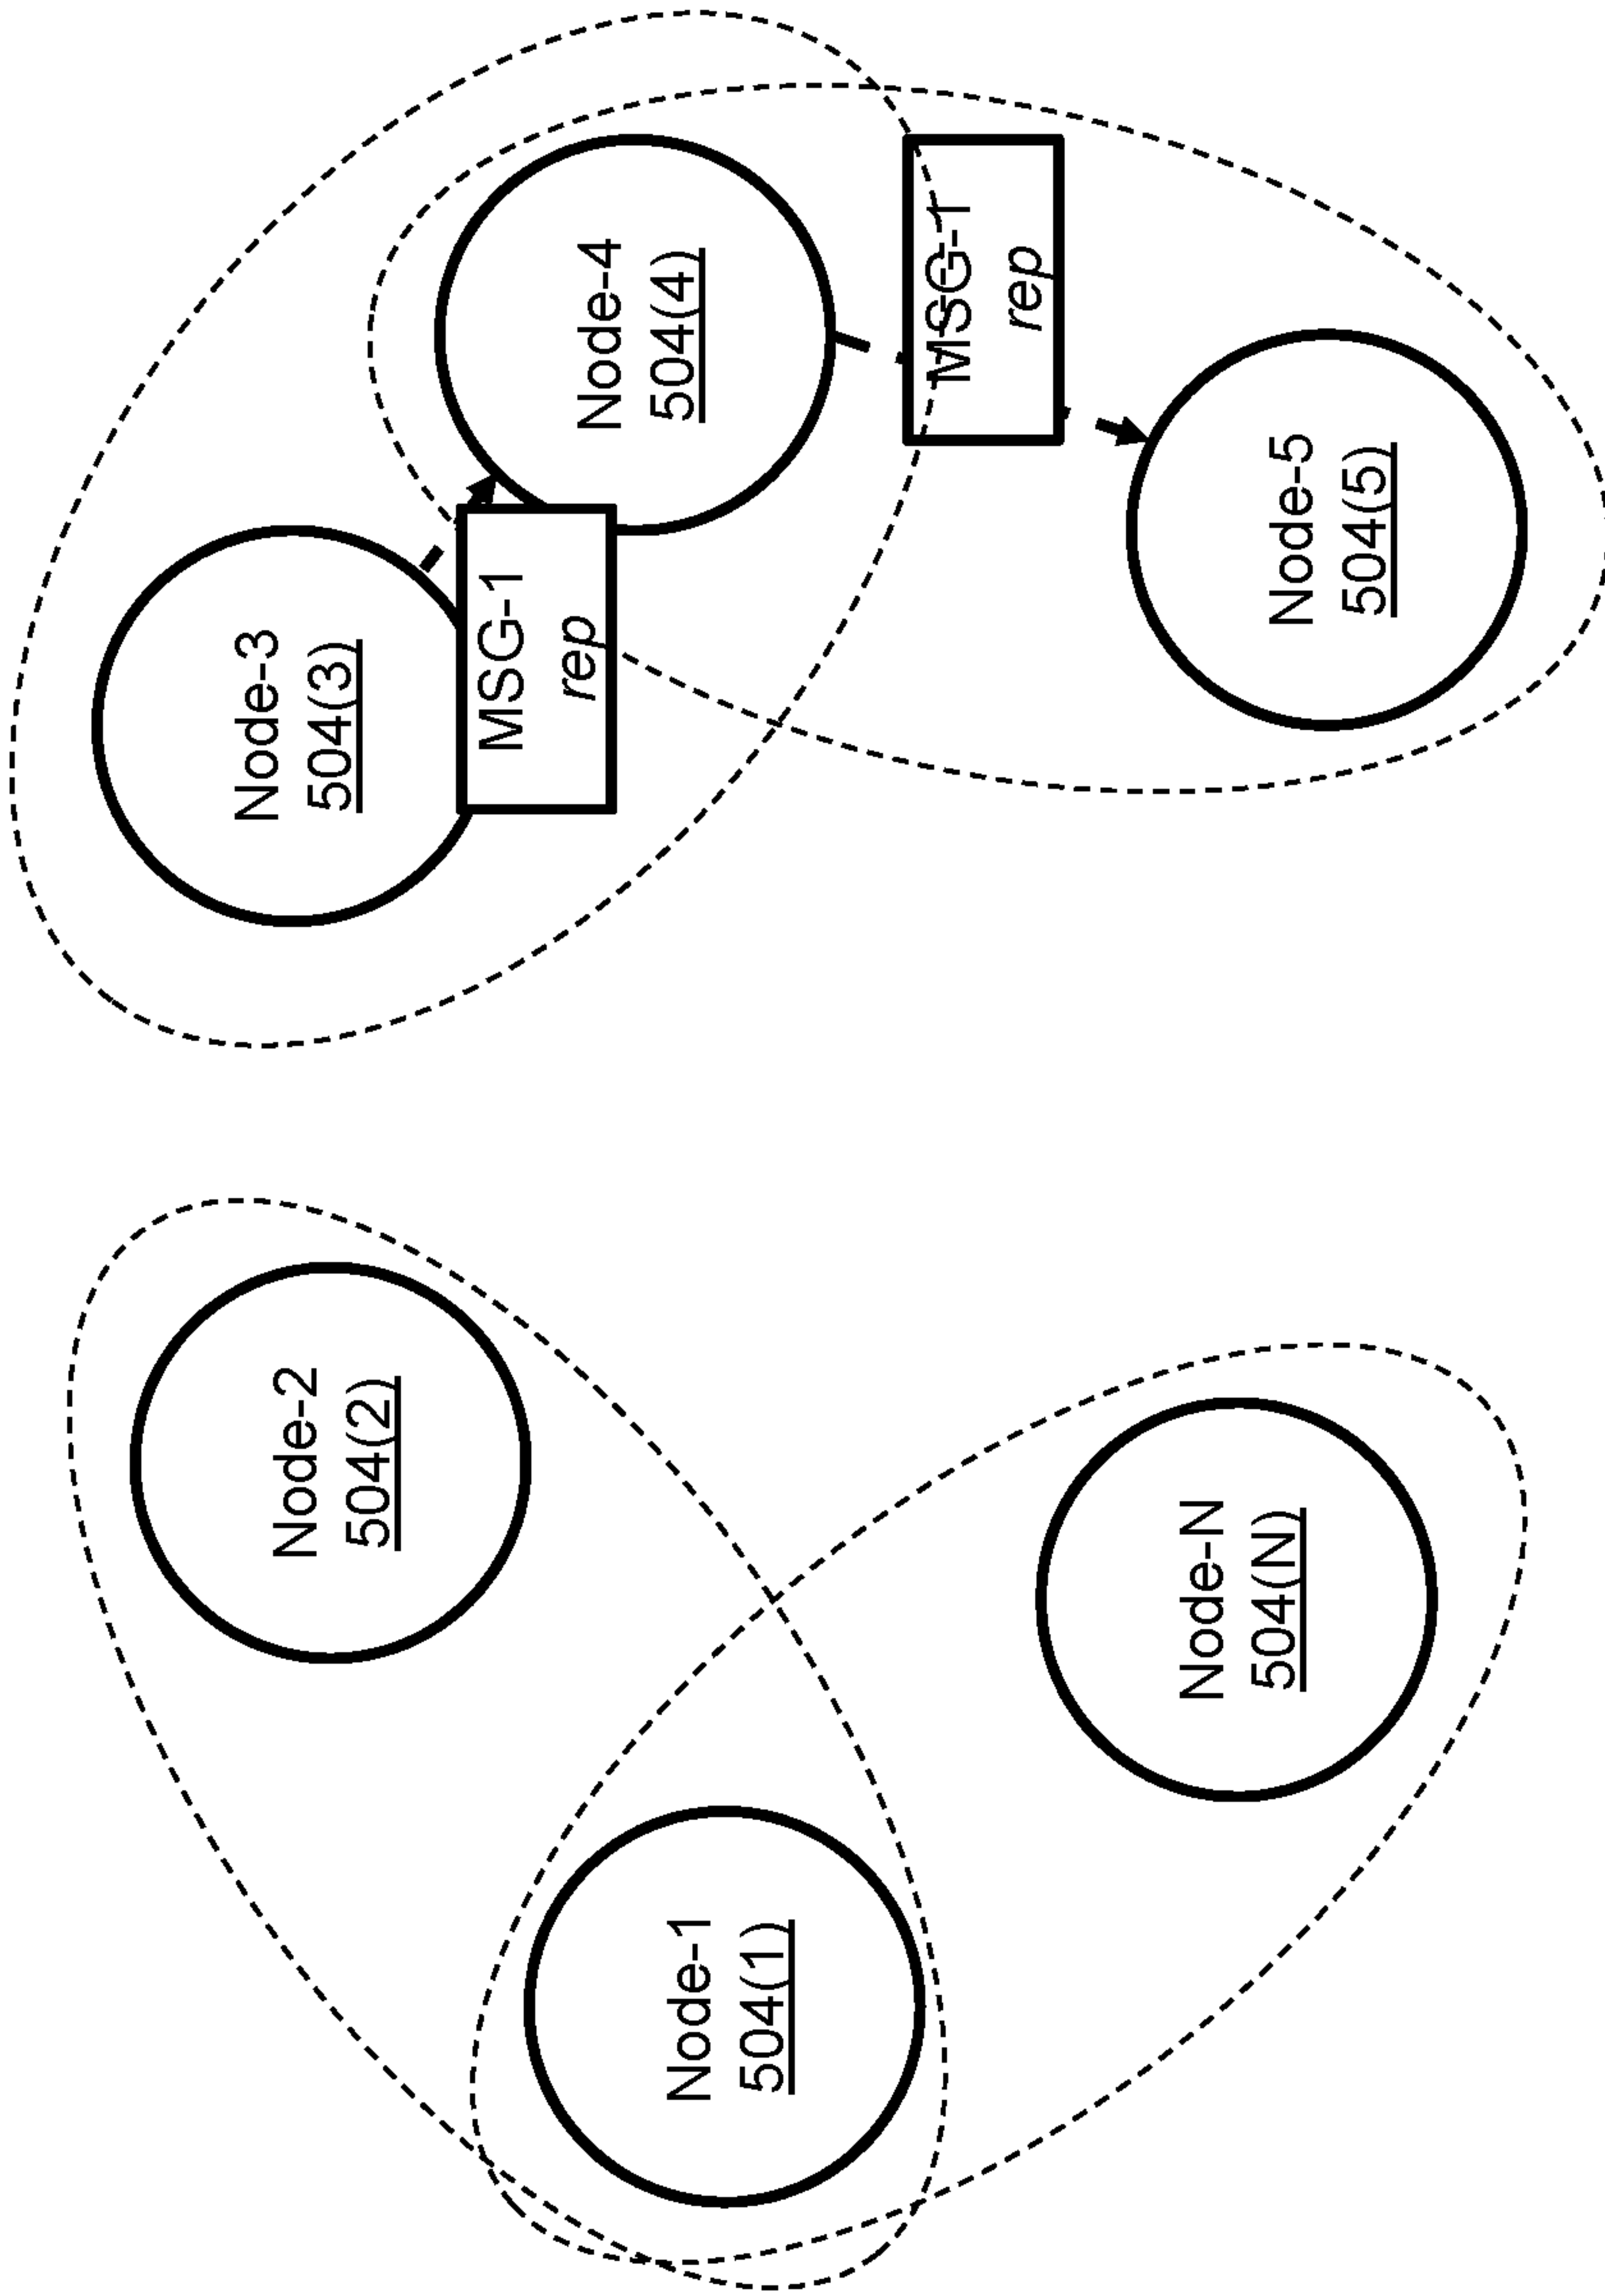 Node-2
504(2)
Node-3
504(3)
MSG-1
rep
Node-4
504(4)
Node-1
504(1)
MSG-1
rep
Node-N
504(N)
Node-5
504(5)